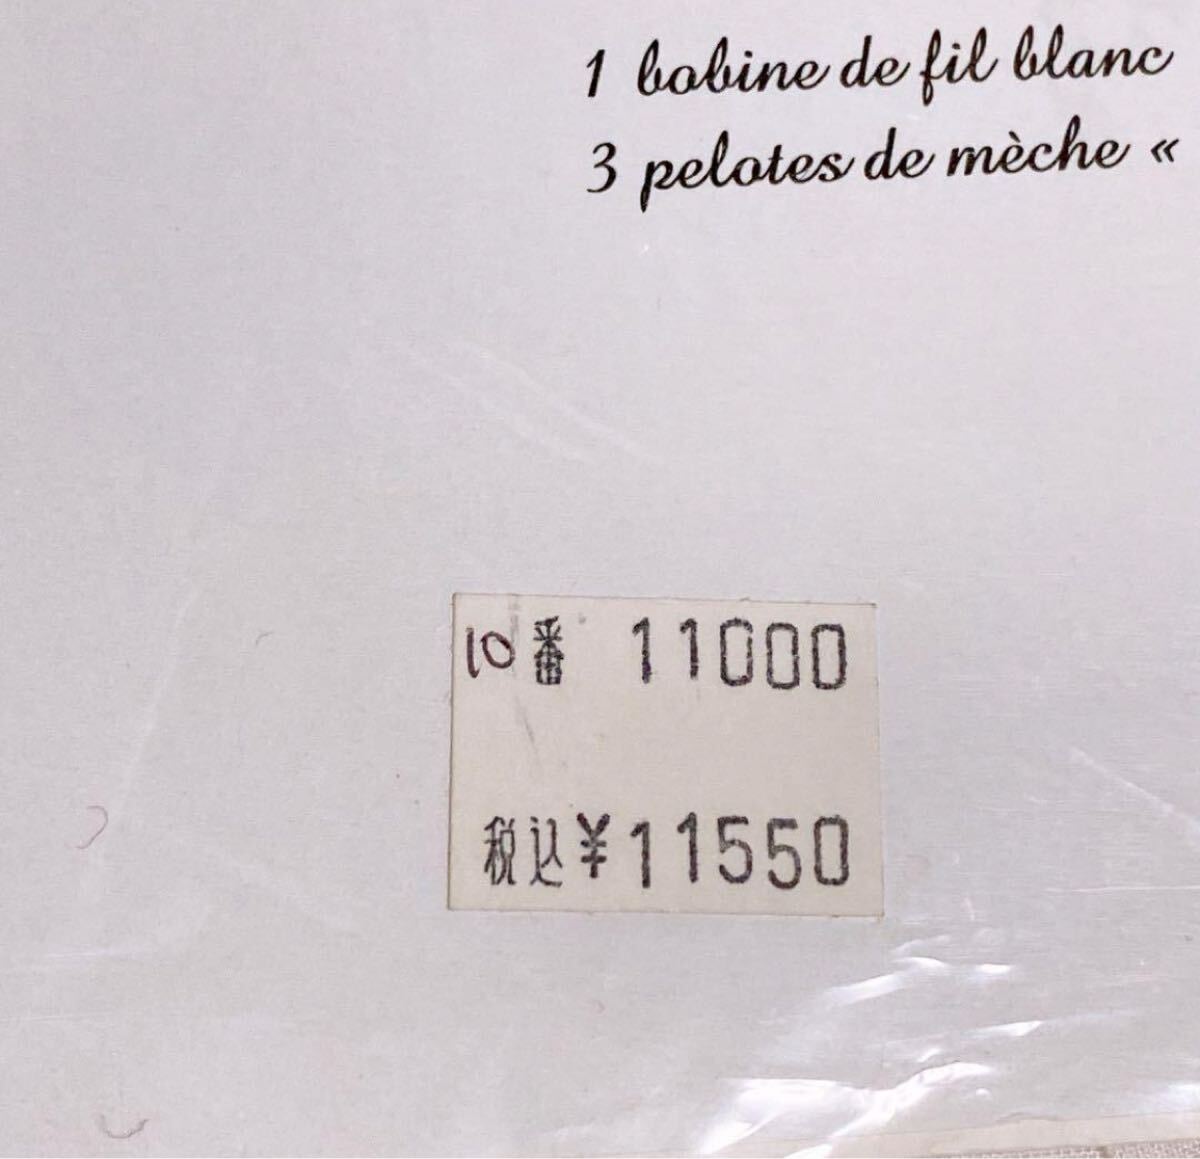 1 bobine de fil blanc
3 pelotes de mèche «
10番 11000
税込¥11550